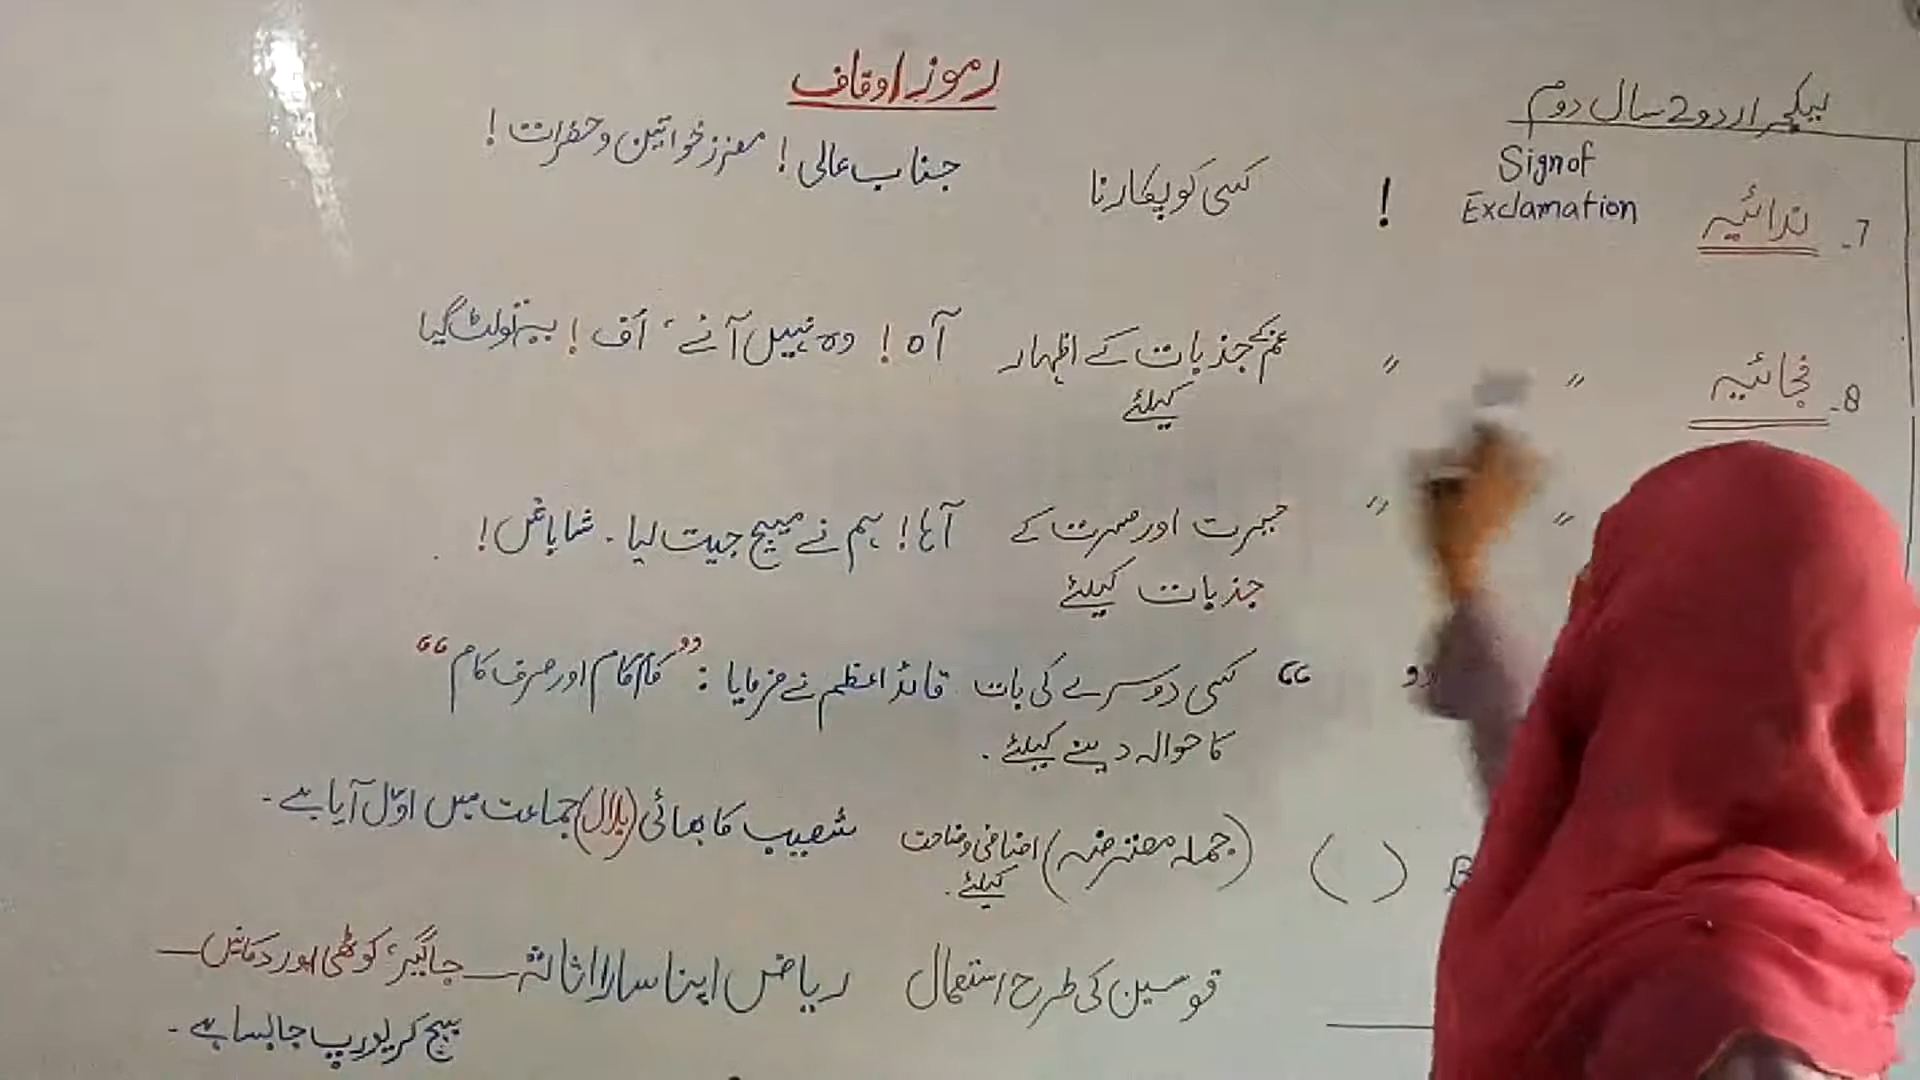 رموز اوقاف
لیکچر اردو 2 سال دوم
7۔ ندائیہ Sign of Exclamation ! کسی کو پکارنا جناب عالی! معزز خواتین و حضرات!
8۔ فجائیہ 〃 〃 غم کے جذبات کے اظہار آہ! وہ نہیں آئے، اُف! یہ تو لٹ گیا
کیلئے
〃 〃 حیرت اور مسرت کے آہا! ہم نے میچ جیت لیا۔ شاباش!
جذبات کیلئے
” “ کسی دوسرے کی بات قائداعظم نے فرمایا: ”کام کام اور صرف کام“
کا حوالہ دینے کیلئے۔
B ( ) (جملہ معترضہ) اضافی وضاحت شعیب کا بھائی (بلال) جماعت میں اوّل آیا ہے۔
کیلئے۔
— قوسین کی طرح استعمال ریاض اپنا سارا اثاثہ — جاگیر، کوٹھی اور دکانیں —
بیچ کر یورپ جا بسا ہے۔